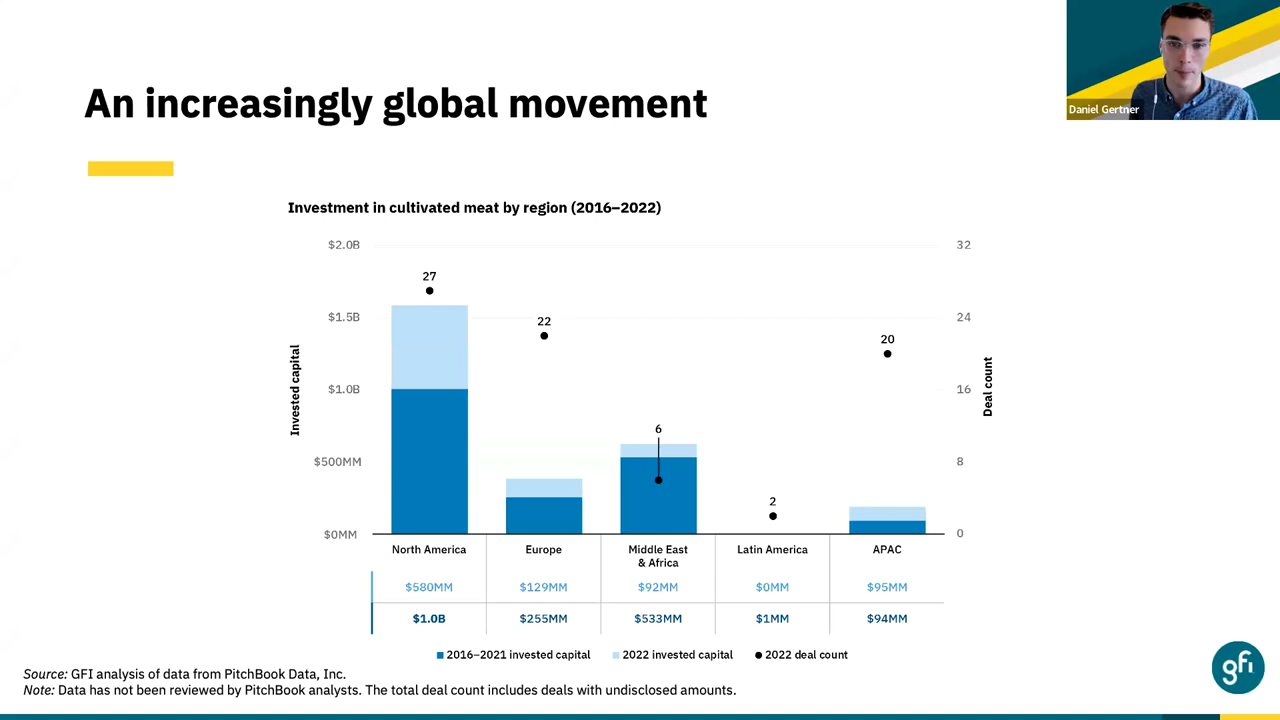 Daniel Gertner
An increasingly global movement
Investment in cultivated meat by region (2016–2022)
$2.0B
$1.5B
$1.0B
$500MM
$0MM
Invested capital
27
22
6
2
20
32
24
16
8
0
Deal count
North America
Europe
Middle East
& Africa
Latin America
APAC
$580MM $129MM $92MM $0MM $95MM
$1.0B $255MM $533MM $1MM $94MM
2016–2021 invested capital 2022 invested capital 2022 deal count
Source: GFI analysis of data from PitchBook Data, Inc.
Note: Data has not been reviewed by PitchBook analysts. The total deal count includes deals with undisclosed amounts.
gfi